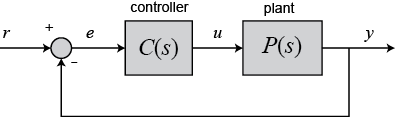 controller plant
r + e C(s) u P(s) y
−